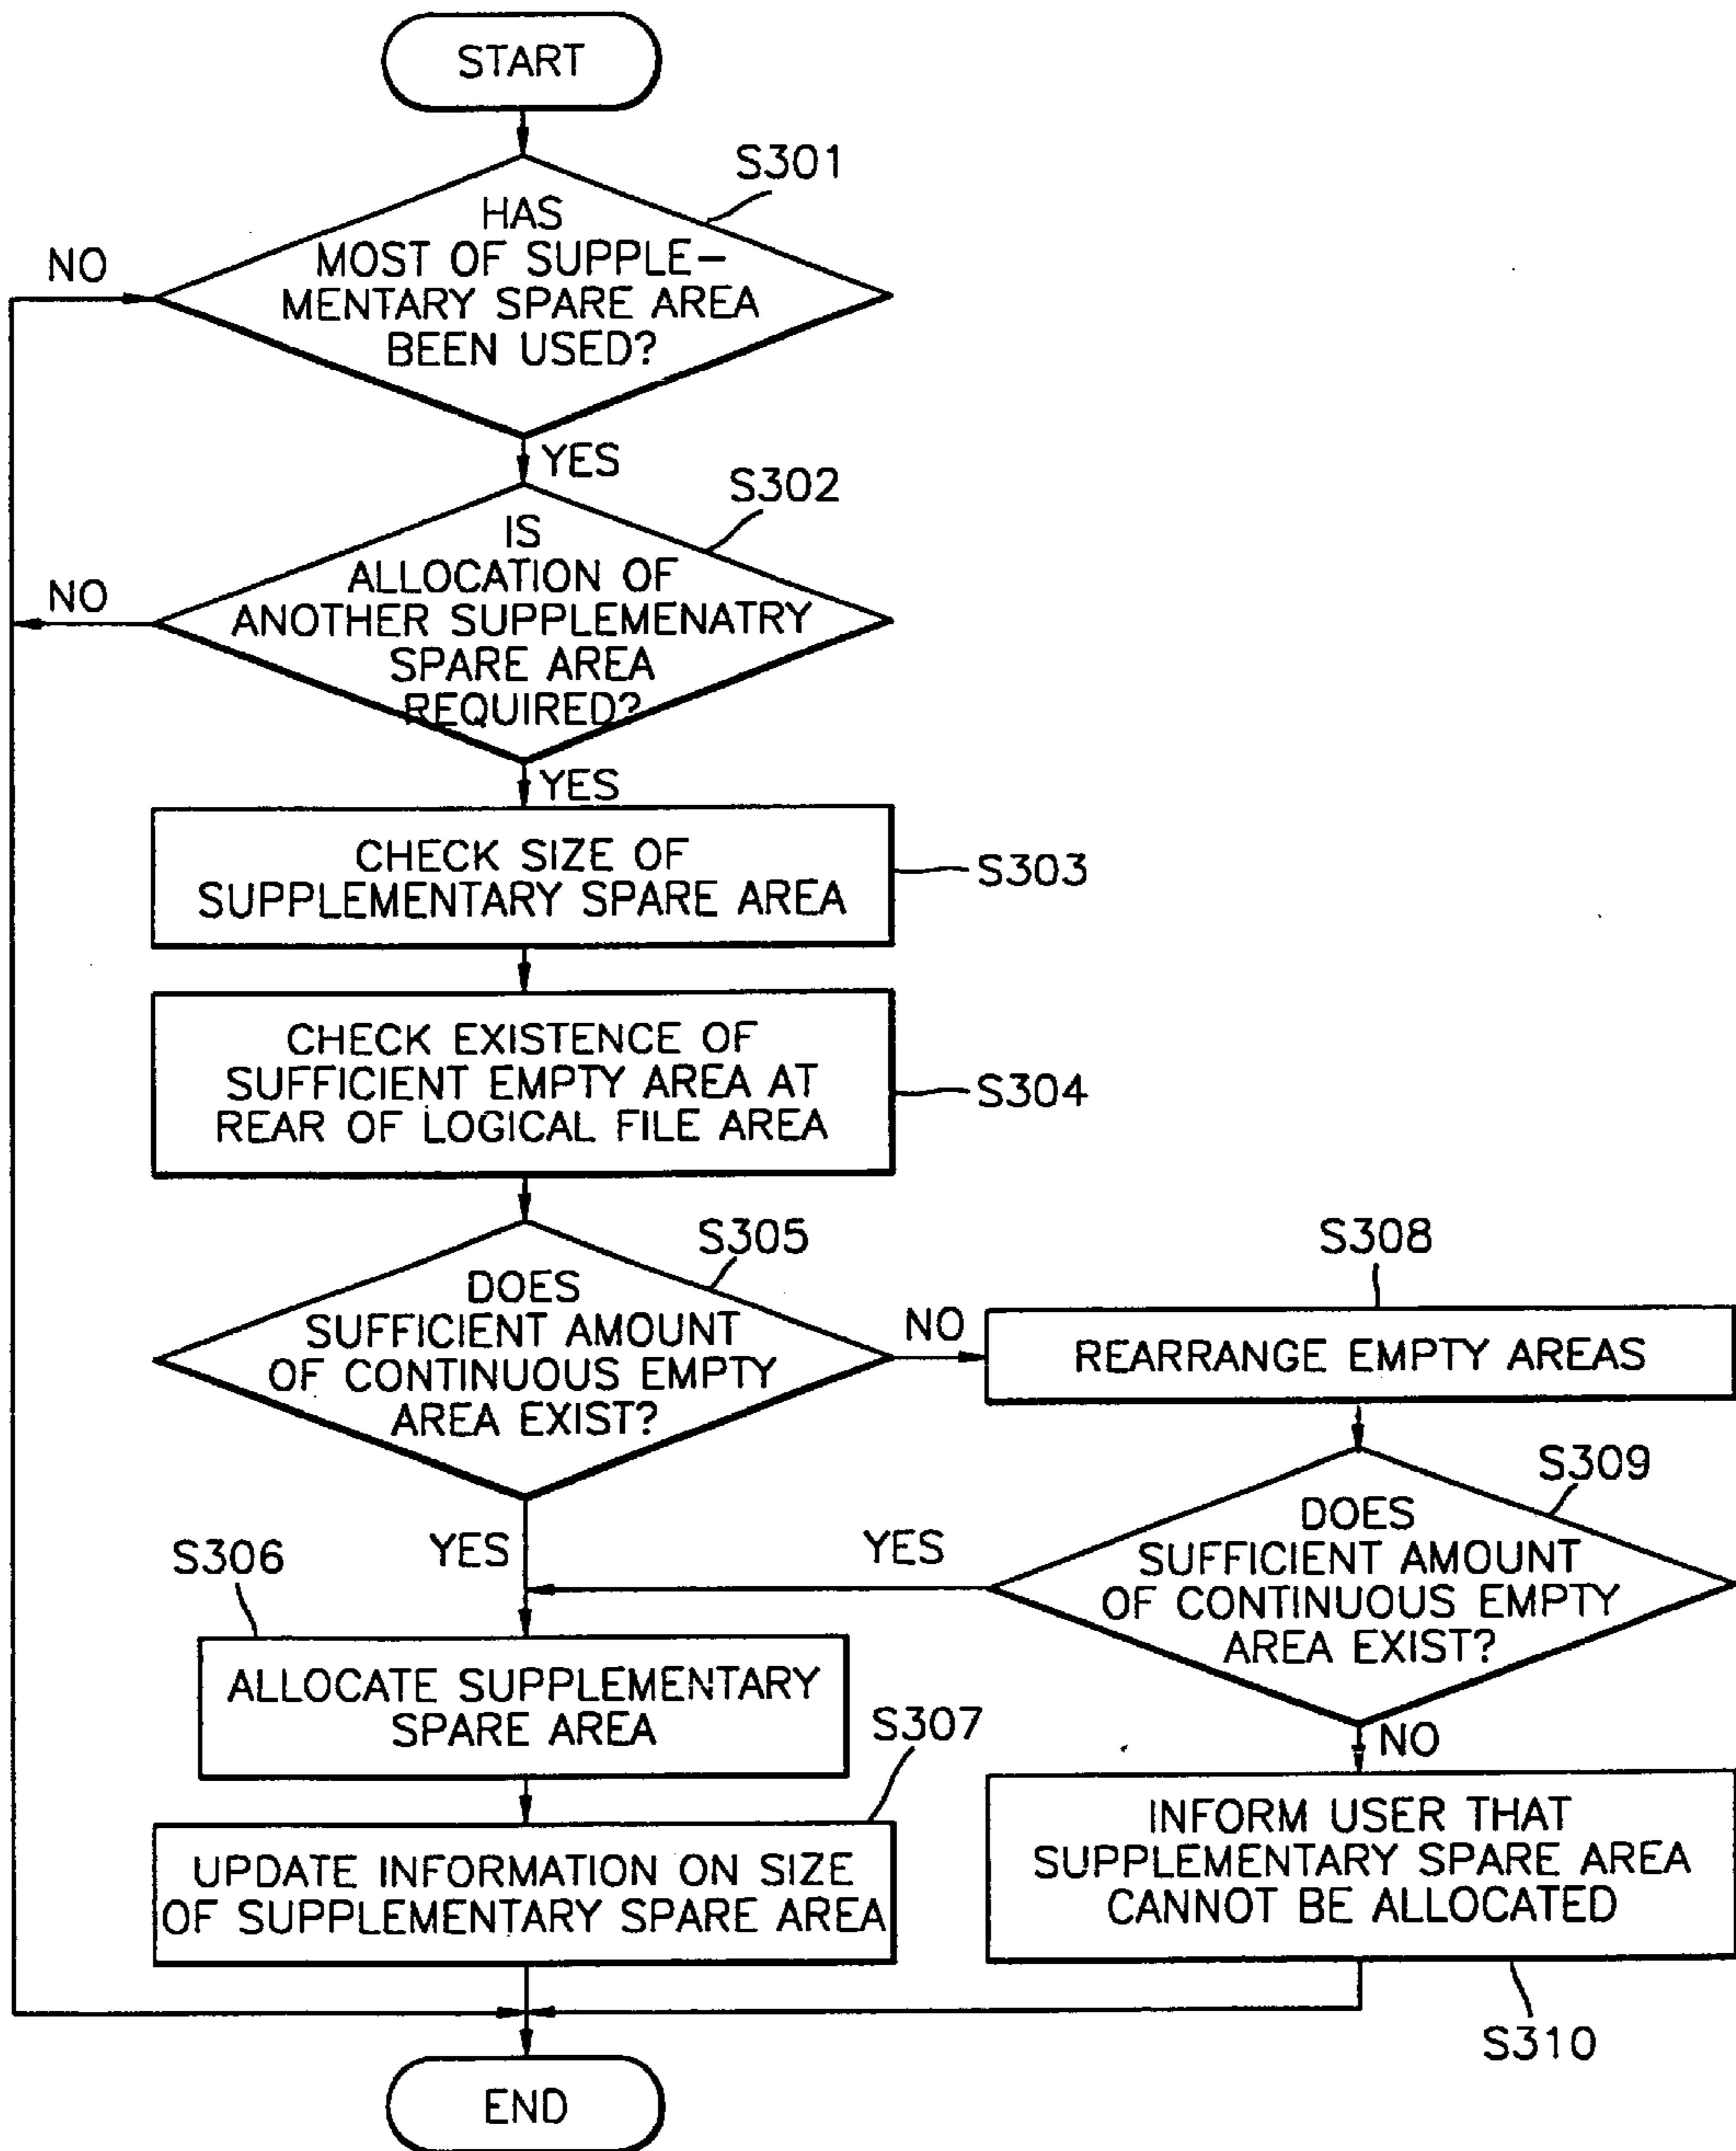 START
S301
HAS
MOST OF SUPPLE-
MENTARY SPARE AREA
BEEN USED?
NO
YES
S302
IS
ALLOCATION OF
ANOTHER SUPPLEMENATRY
SPARE AREA
REQUIRED?
NO
YES
CHECK SIZE OF
SUPPLEMENTARY SPARE AREA
S303
CHECK EXISTENCE OF
SUFFICIENT EMPTY AREA AT
REAR OF LOGICAL FILE AREA
S304
S305
DOES
SUFFICIENT AMOUNT
OF CONTINUOUS EMPTY
AREA EXIST?
NO
YES
S308
REARRANGE EMPTY AREAS
S309
DOES
SUFFICIENT AMOUNT
OF CONTINUOUS EMPTY
AREA EXIST?
YES
NO
S306
ALLOCATE SUPPLEMENTARY
SPARE AREA
S307
UPDATE INFORMATION ON SIZE
OF SUPPLEMENTARY SPARE AREA
INFORM USER THAT
SUPPLEMENTARY SPARE AREA
CANNOT BE ALLOCATED
S310
END